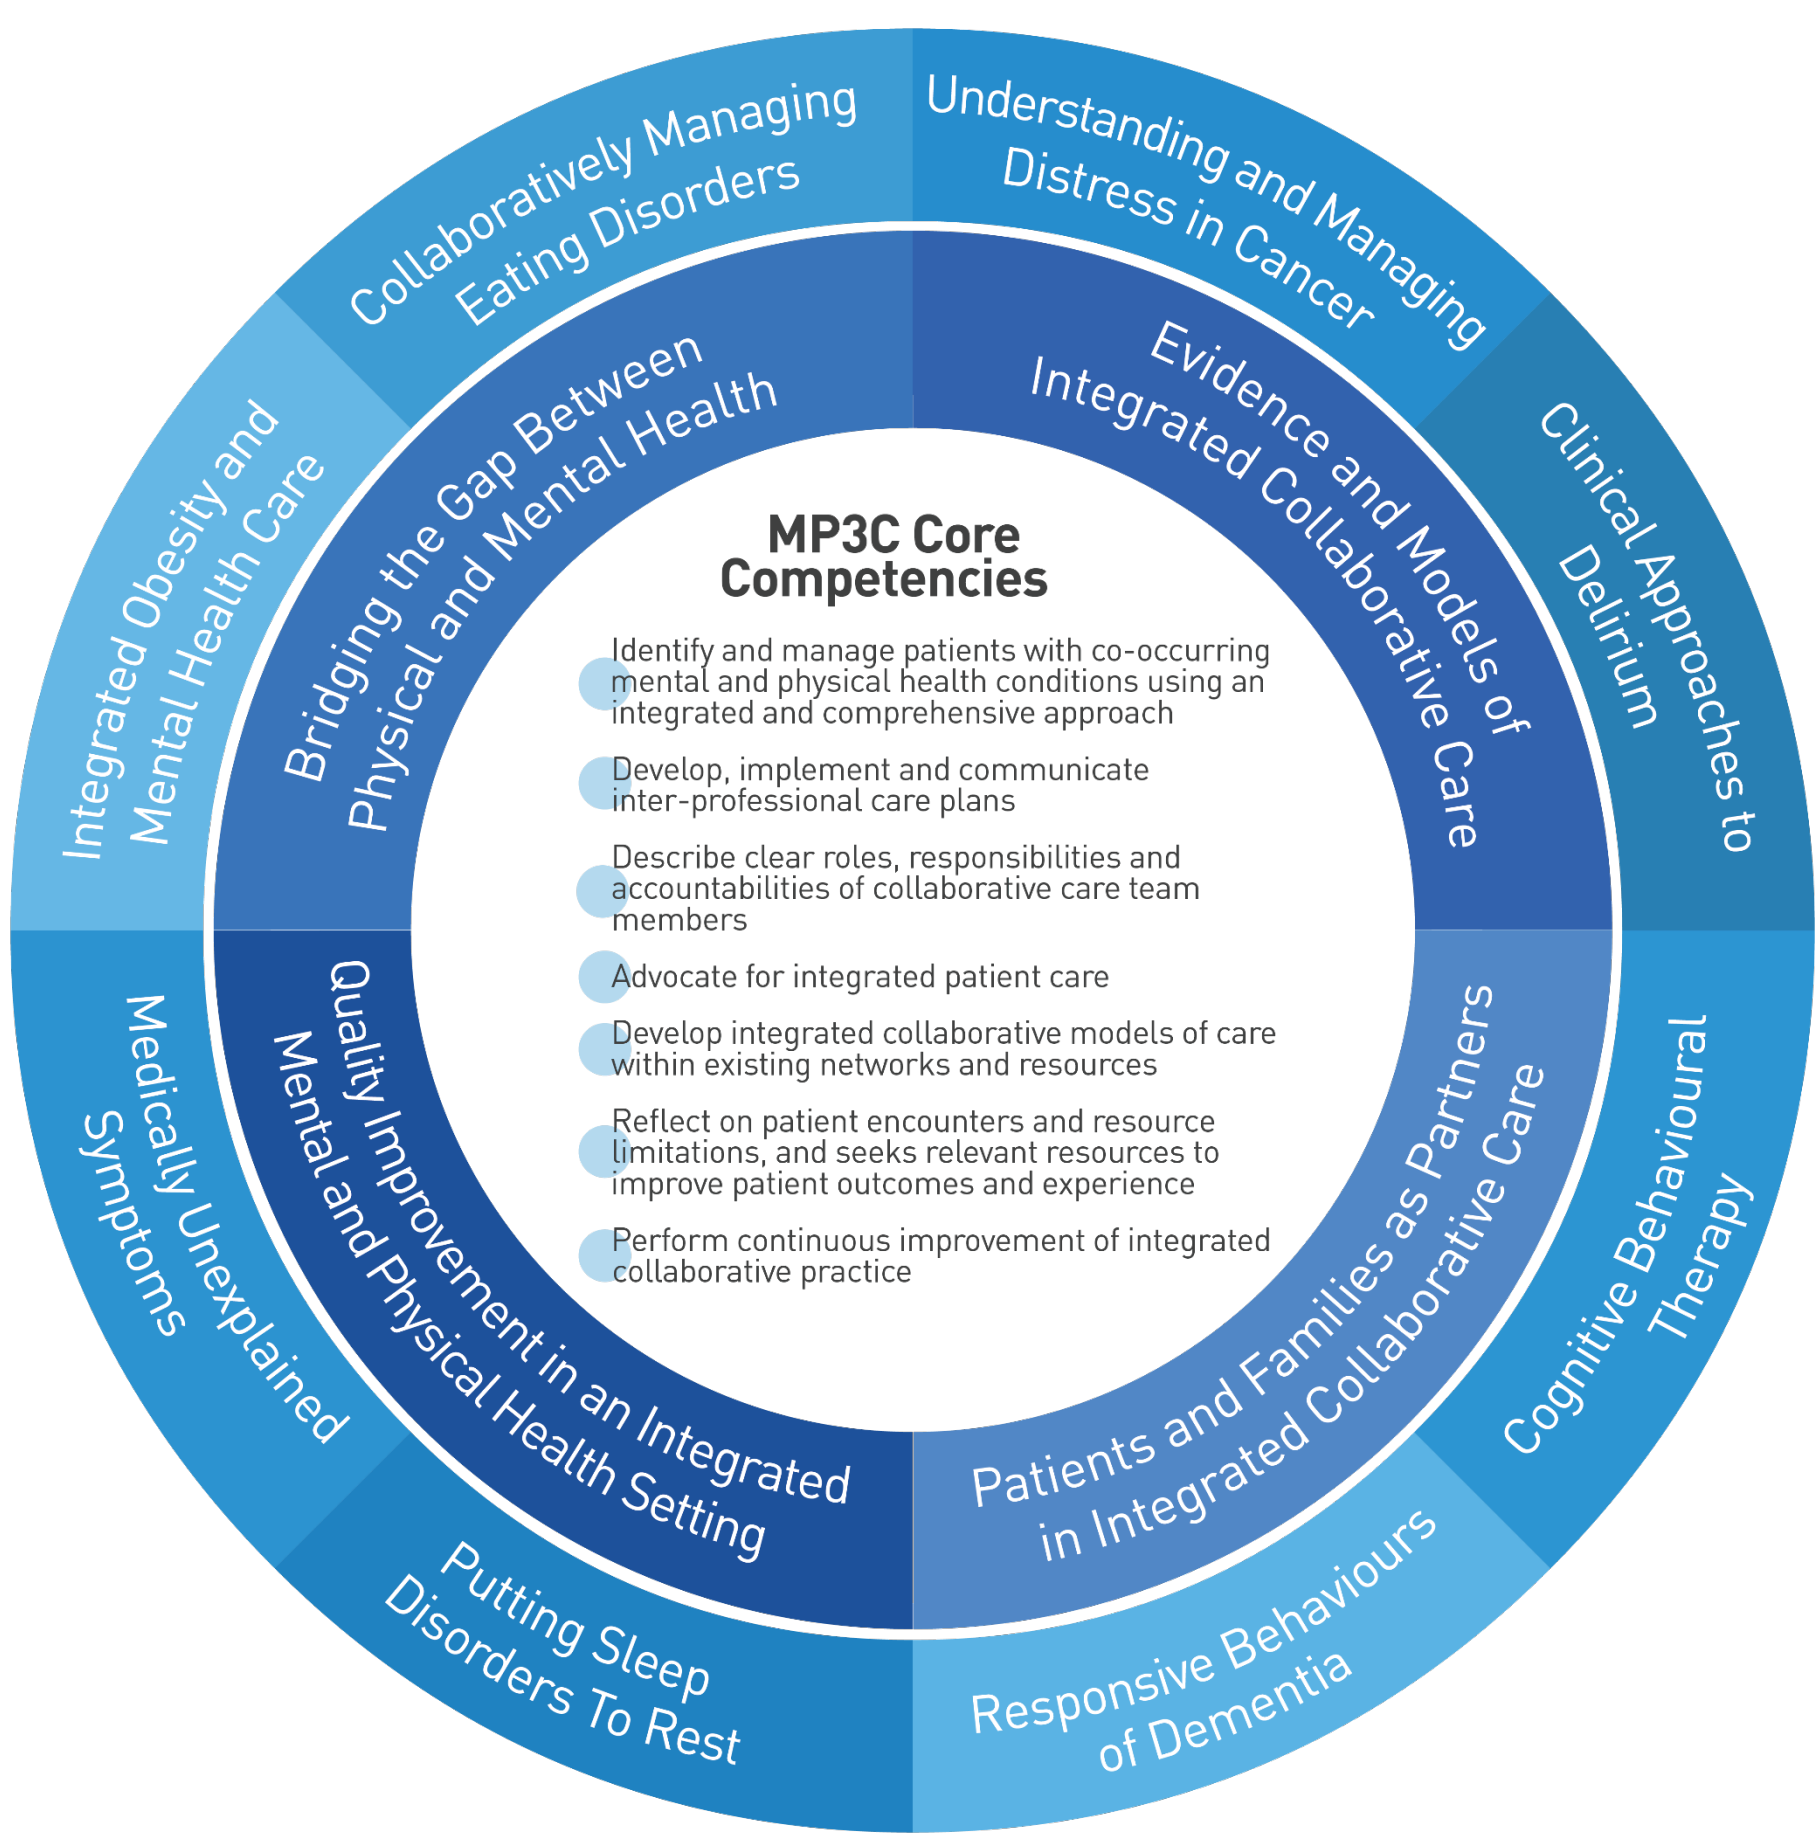 Collaboratively Managing
Eating Disorders
Understanding and Managing
Distress in Cancer
Clinical Approaches to
Delirium
Cognitive Behavioural
Therapy
Responsive Behaviours
of Dementia
Putting Sleep
Disorders To Rest
Medically Unexplained
Symptoms
Integrated Obesity and
Mental Health Care
Bridging the Gap Between
Physical and Mental Health
Evidence and Models of
Integrated Collaborative Care
Patients and Families as Partners
in Integrated Collaborative Care
Quality Improvement in an Integrated
Mental and Physical Health Setting
MP3C Core
Competencies
Identify and manage patients with co-occurring
mental and physical health conditions using an
integrated and comprehensive approach
Develop, implement and communicate
inter-professional care plans
Describe clear roles, responsibilities and
accountabilities of collaborative care team
members
Advocate for integrated patient care
Develop integrated collaborative models of care
within existing networks and resources
Reflect on patient encounters and resource
limitations, and seeks relevant resources to
improve patient outcomes and experience
Perform continuous improvement of integrated
collaborative practice